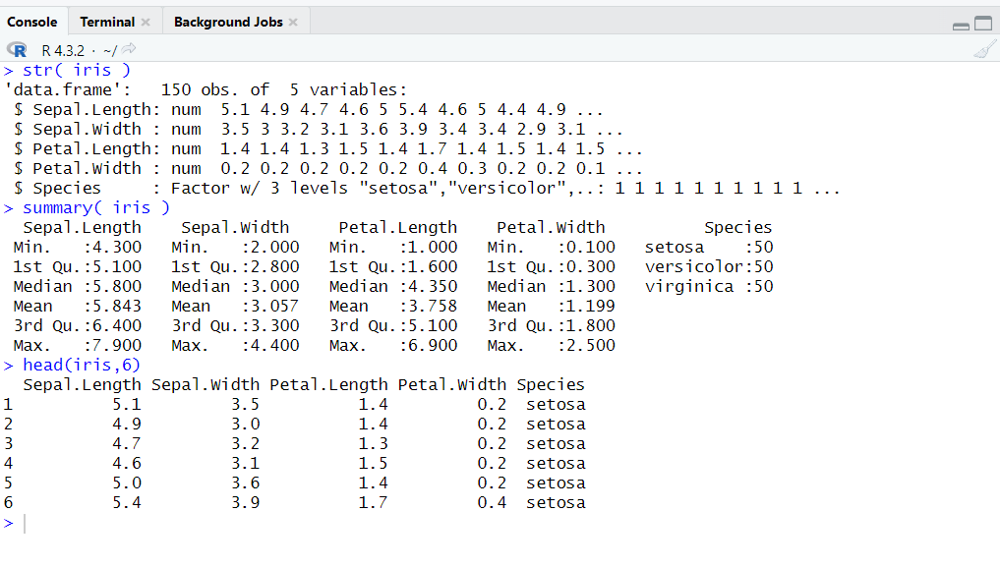 Console Terminal Background Jobs
R R 4.3.2 · ~/
> str( iris )
'data.frame':   150 obs. of  5 variables:
 $ Sepal.Length: num  5.1 4.9 4.7 4.6 5 5.4 4.6 5 4.4 4.9 ...
 $ Sepal.Width : num  3.5 3 3.2 3.1 3.6 3.9 3.4 3.4 2.9 3.1 ...
 $ Petal.Length: num  1.4 1.4 1.3 1.5 1.4 1.7 1.4 1.5 1.4 1.5 ...
 $ Petal.Width : num  0.2 0.2 0.2 0.2 0.2 0.4 0.3 0.2 0.2 0.1 ...
 $ Species     : Factor w/ 3 levels "setosa","versicolor",..: 1 1 1 1 1 1 1 1 1 1 ...
> summary( iris )
  Sepal.Length    Sepal.Width     Petal.Length    Petal.Width          Species
 Min.   :4.300   Min.   :2.000   Min.   :1.000   Min.   :0.100   setosa    :50
 1st Qu.:5.100   1st Qu.:2.800   1st Qu.:1.600   1st Qu.:0.300   versicolor:50
 Median :5.800   Median :3.000   Median :4.350   Median :1.300   virginica :50
 Mean   :5.843   Mean   :3.057   Mean   :3.758   Mean   :1.199
 3rd Qu.:6.400   3rd Qu.:3.300   3rd Qu.:5.100   3rd Qu.:1.800
 Max.   :7.900   Max.   :4.400   Max.   :6.900   Max.   :2.500
> head(iris,6)
  Sepal.Length Sepal.Width Petal.Length Petal.Width Species
1          5.1         3.5          1.4         0.2  setosa
2          4.9         3.0          1.4         0.2  setosa
3          4.7         3.2          1.3         0.2  setosa
4          4.6         3.1          1.5         0.2  setosa
5          5.0         3.6          1.4         0.2  setosa
6          5.4         3.9          1.7         0.4  setosa
>